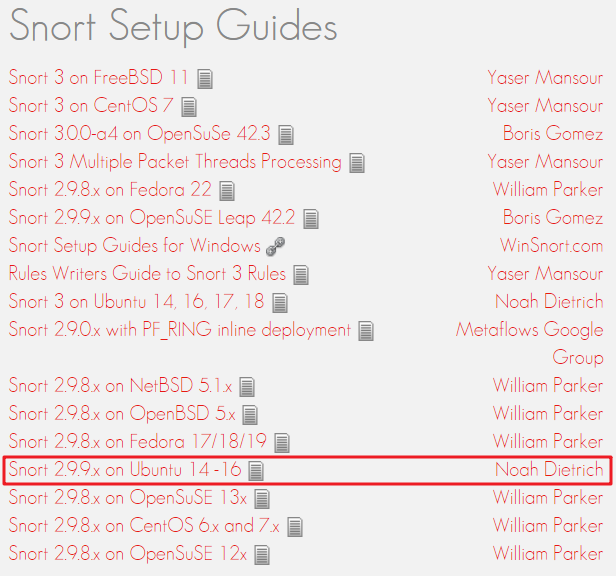 Snort Setup Guides
Snort 3 on FreeBSD 11 Yaser Mansour
Snort 3 on CentOS 7 Yaser Mansour
Snort 3.0.0-a4 on OpenSuSe 42.3 Boris Gomez
Snort 3 Multiple Packet Threads Processing Yaser Mansour
Snort 2.9.8.x on Fedora 22 William Parker
Snort 2.9.9.x on OpenSuSE Leap 42.2 Boris Gomez
Snort Setup Guides for Windows WinSnort.com
Rules Writers Guide to Snort 3 Rules Yaser Mansour
Snort 3 on Ubuntu 14, 16, 17, 18 Noah Dietrich
Snort 2.9.0.x with PF_RING inline deployment Metaflows Google
Group
Snort 2.9.8.x on NetBSD 5.1.x William Parker
Snort 2.9.8.x on OpenBSD 5.x William Parker
Snort 2.9.8.x on Fedora 17/18/19 William Parker
Snort 2.9.9.x on Ubuntu 14-16 Noah Dietrich
Snort 2.9.8.x on OpenSuSE 13.x William Parker
Snort 2.9.8.x on CentOS 6.x and 7.x William Parker
Snort 2.9.8.x on OpenSuSE 12x William Parker